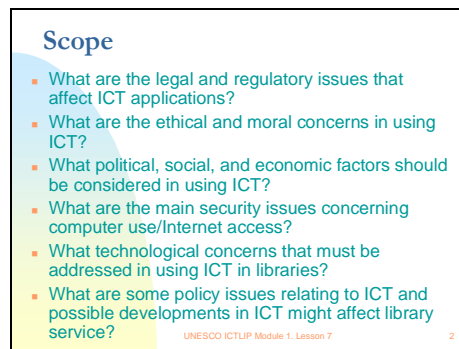 Scope
■ What are the legal and regulatory issues that
affect ICT applications?
■ What are the ethical and moral concerns in using
ICT?
■ What political, social, and economic factors should
be considered in using ICT?
■ What are the main security issues concerning
computer use/Internet access?
■ What technological concerns that must be
addressed in using ICT in libraries?
■ What are some policy issues relating to ICT and
possible developments in ICT might affect library
service?
UNESCO ICTLIP Module 1. Lesson 7
2